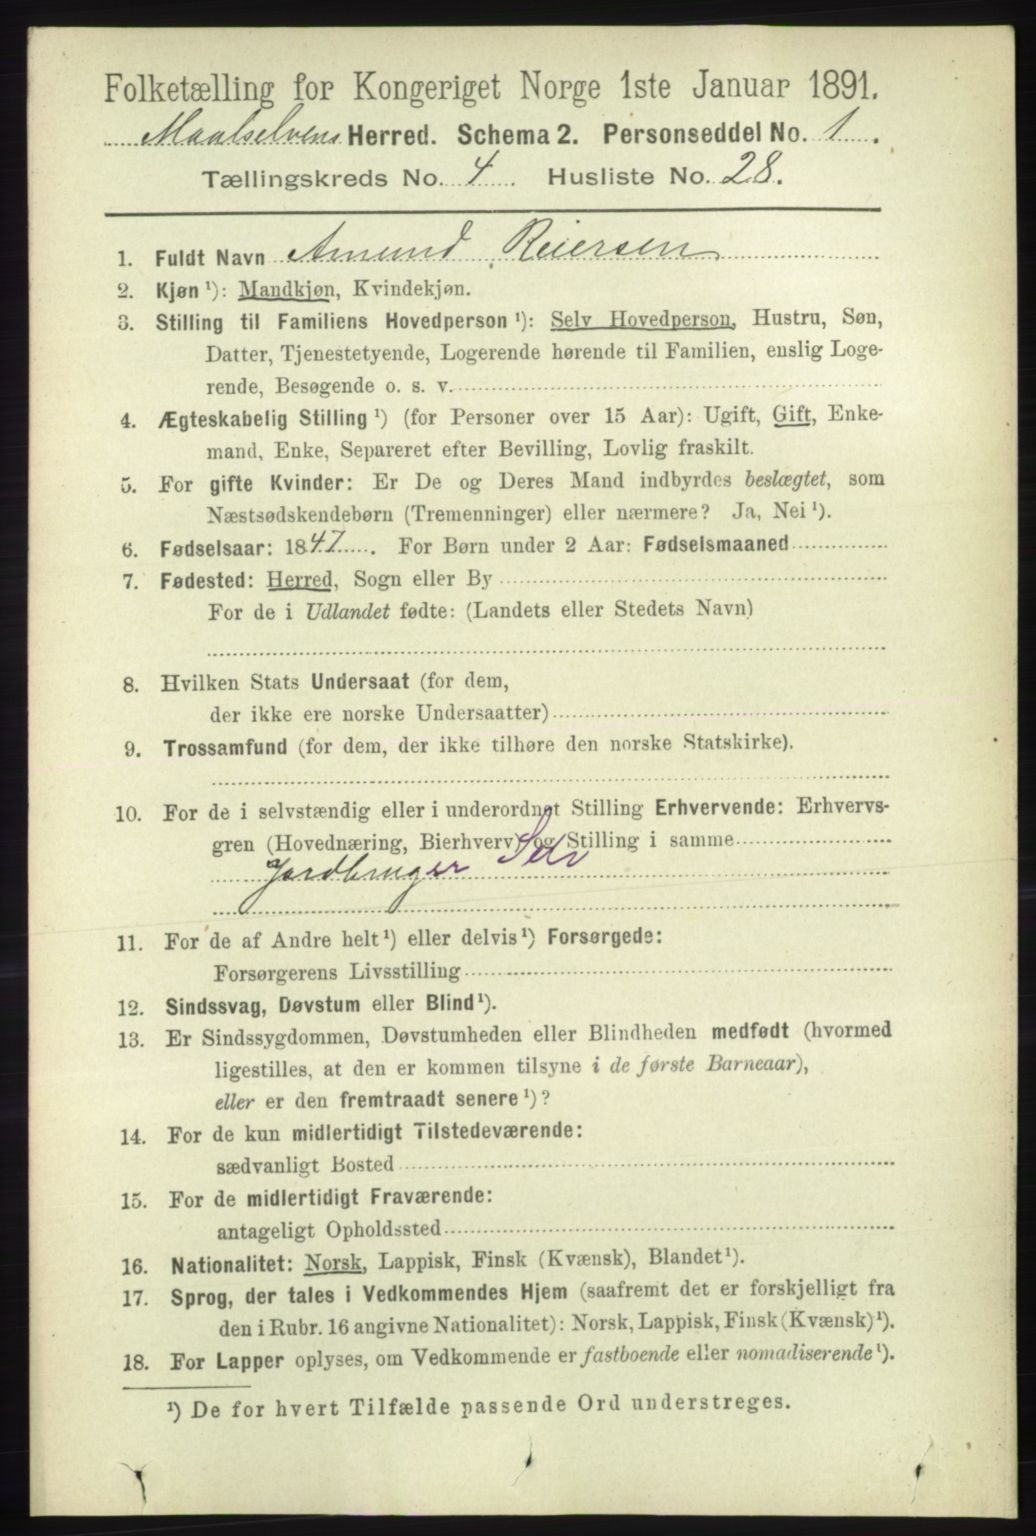 Folketælling for Kongeriget Norge 1ste Januar 1891.
Maalselvens Herred. Schema 2. Personseddel No. 1.
Tællingskreds No. 4. Husliste No. 28.
1. Fuldt Navn Amund Reiersen
2. Kjøn ¹): Mandkjøn, Kvindekjøn.
3. Stilling til Familiens Hovedperson ¹): Selv Hovedperson, Hustru, Søn,
Datter, Tjenestetyende, Logerende hørende til Familien, enslig Loge-
rende, Besøgende o. s. v.
4. Ægteskabelig Stilling ¹) (for Personer over 15 Aar): Ugift, Gift, Enke-
mand, Enke, Separeret efter Bevilling, Lovlig fraskilt.
5. For gifte Kvinder: Er De og Deres Mand indbyrdes beslægtet, som
Næstsødskendebørn (Tremenninger) eller nærmere? Ja, Nei ¹).
6. Fødselsaar: 1847. For Børn under 2 Aar: Fødselsmaaned
7. Fødested: Herred, Sogn eller By
For de i Udlandet fødte: (Landets eller Stedets Navn)
8. Hvilken Stats Undersaat (for dem,
der ikke ere norske Undersaatter)
9. Trossamfund (for dem, der ikke tilhøre den norske Statskirke).
10. For de i selvstændig eller i underordnet Stilling Erhvervende: Erhvervs-
gren (Hovednæring, Bierhverv) og Stilling i samme
Jordbruger Selv
11. For de af Andre helt ¹) eller delvis ¹) Forsørgede:
Forsørgerens Livsstilling
12. Sindssvag, Døvstum eller Blind ¹).
13. Er Sindssygdommen, Døvstumheden eller Blindheden medfødt (hvormed
ligestilles, at den er kommen tilsyne i de første Barneaar),
eller er den fremtraadt senere ¹)?
14. For de kun midlertidigt Tilstedeværende:
sædvanligt Bosted
15. For de midlertidigt Fraværende:
antageligt Opholdssted
16. Nationalitet: Norsk, Lappisk, Finsk (Kvænsk), Blandet ¹).
17. Sprog, der tales i Vedkommendes Hjem (saafremt det er forskjelligt fra
den i Rubr. 16 angivne Nationalitet): Norsk, Lappisk, Finsk (Kvænsk) ¹).
18. For Lapper oplyses, om Vedkommende er fastboende eller nomadiserende ¹).
¹) De for hvert Tilfælde passende Ord understreges.